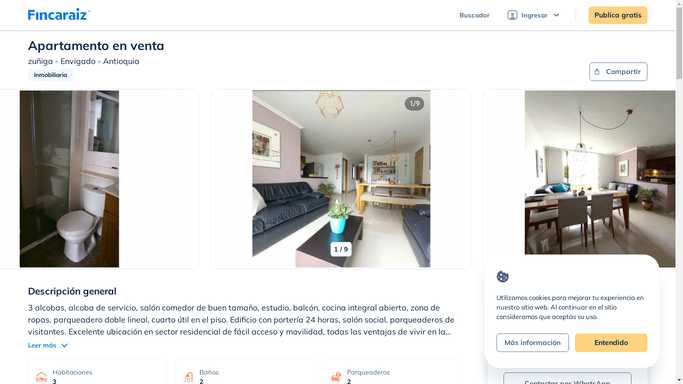 Fincaraiz
Buscador
Ingresar
Publica gratis
Apartamento en venta
zuñiga - Envigado - Antioquia
Inmobiliaria
Compartir
1/9
1 / 9
Descripción general
3 alcobas, alcoba de servicio, salón comedor de buen tamaño, estudio, balcón, cocina integral abierta, zona de
ropas, parqueadero doble lineal, cuarto útil en el piso. Edificio con portería 24 horas, salón social, parqueaderos de
visitantes. Excelente ubicación en sector residencial de fácil acceso y movilidad, todas las ventajas de vivir en la...
Leer más
Habitaciones
3
Baños
2
Parqueaderos
2
Utilizamos cookies para mejorar tu experiencia en
nuestro sitio web. Al continuar en el sitio
consideramos que aceptas su uso.
Más información
Entendido
Contactar por WhatsApp